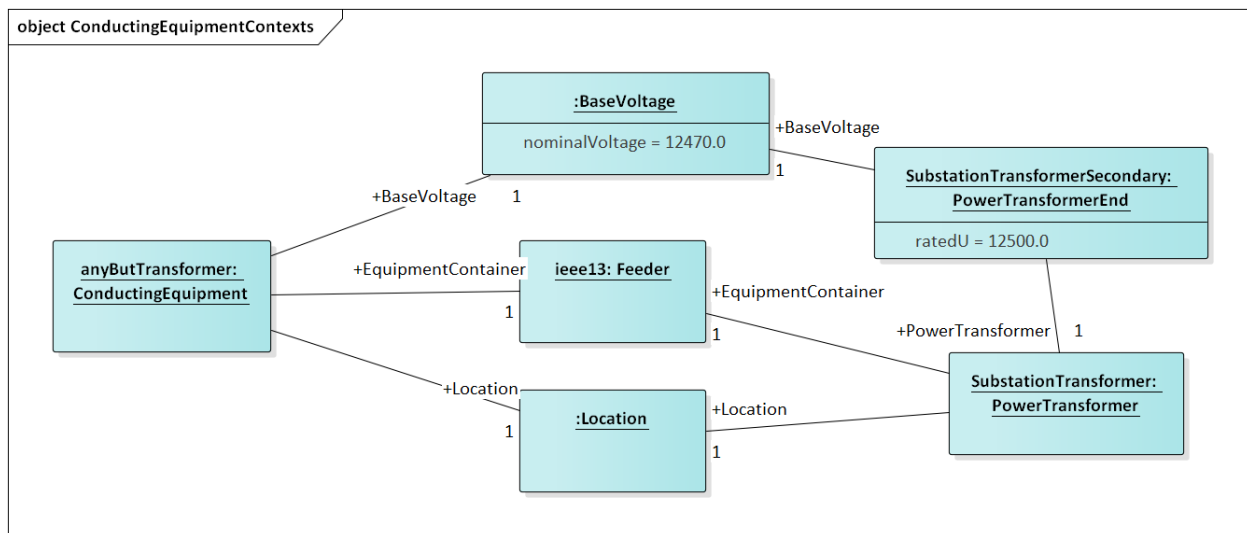 object ConductingEquipmentContexts
:BaseVoltage
nominalVoltage = 12470.0
+BaseVoltage
1
SubstationTransformerSecondary:
PowerTransformerEnd
ratedU = 12500.0
+BaseVoltage
1
anyButTransformer:
ConductingEquipment
+EquipmentContainer
1
ieee13: Feeder
+EquipmentContainer
1
+PowerTransformer
1
SubstationTransformer:
PowerTransformer
+Location
1
:Location
+Location
1